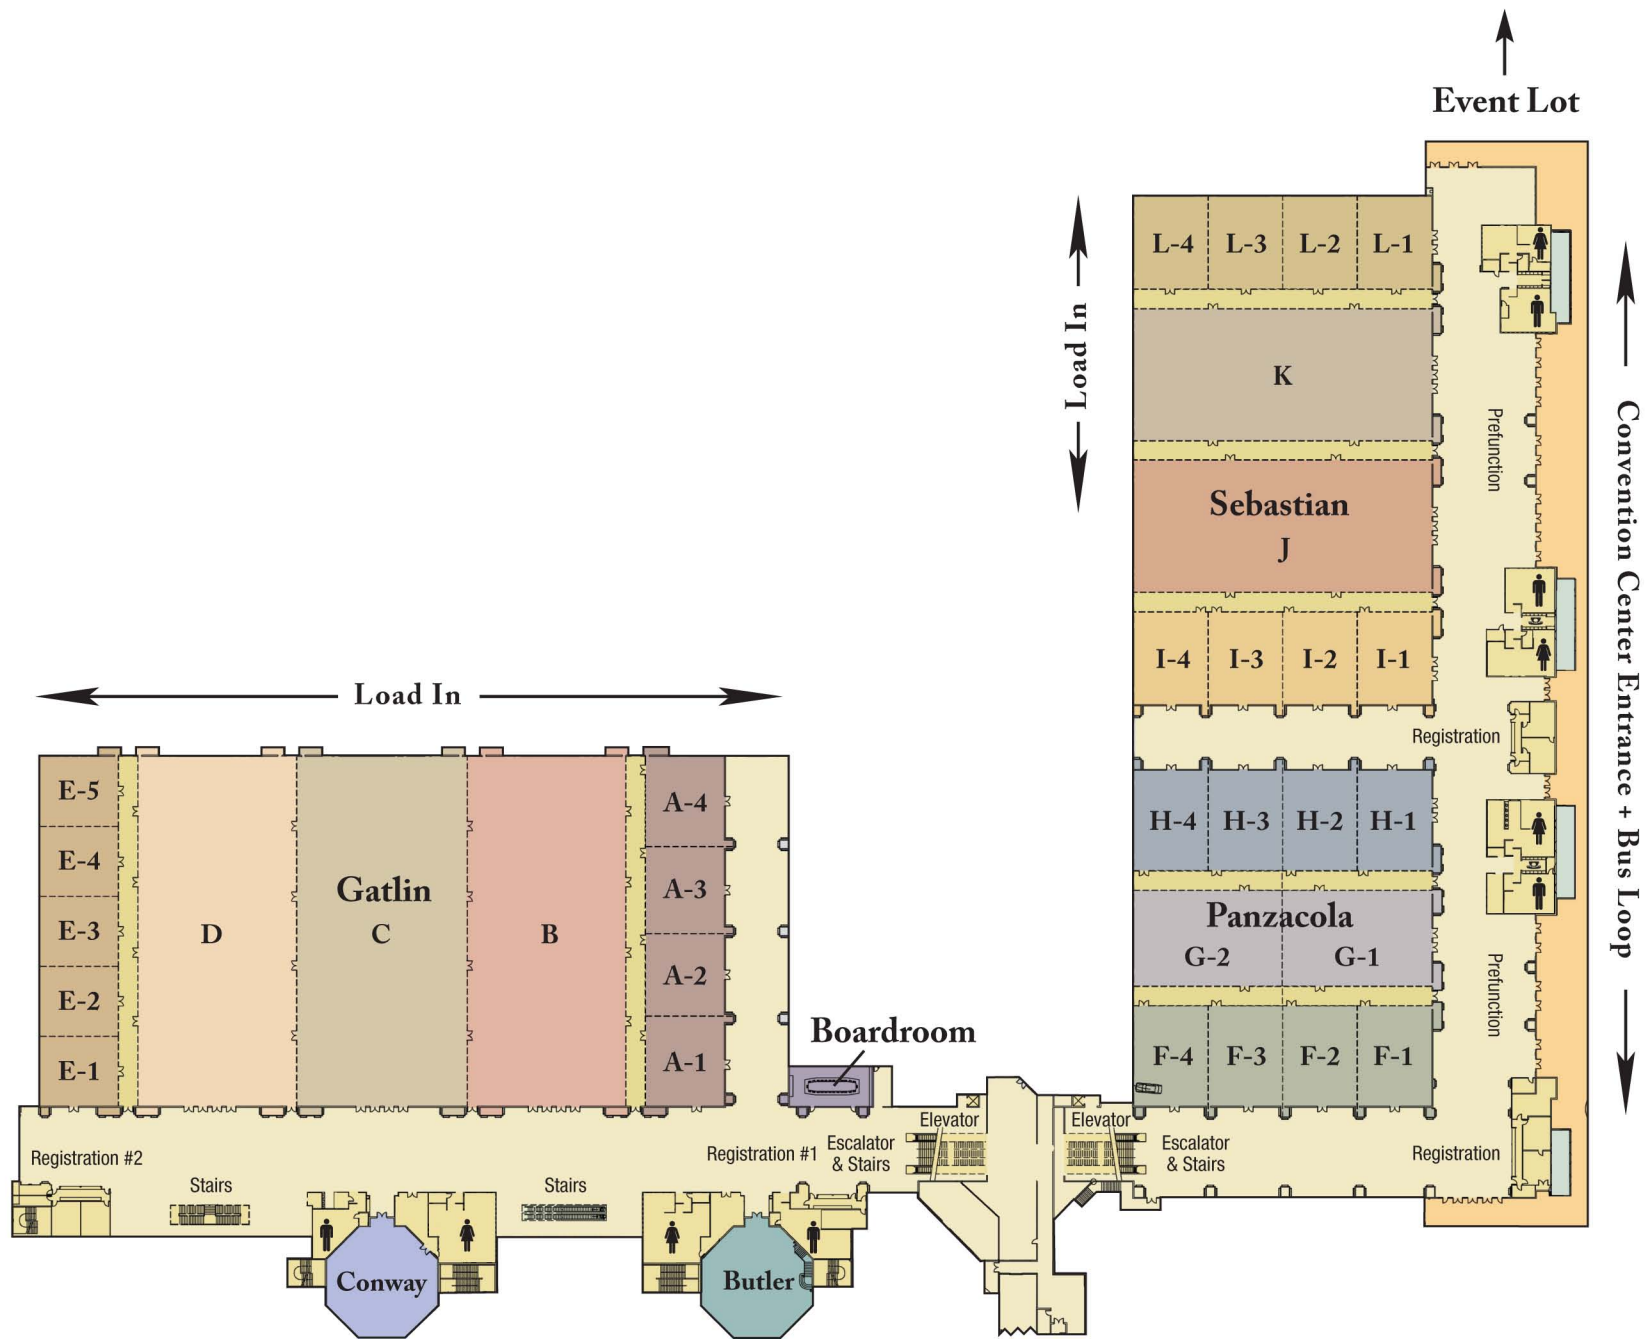 Event Lot
L-4 L-3 L-2 L-1
Load In
K
Prefunction
Convention Center Entrance + Bus Loop
Sebastian
J
I-4 I-3 I-2 I-1
Load In
Registration
E-5
E-4
E-3
E-2
E-1
D
Gatlin
C
B
A-4
A-3
A-2
A-1
H-4 H-3 H-2 H-1
Panzacola
G-2 G-1
Prefunction
Boardroom
F-4 F-3 F-2 F-1
Registration #2
Stairs
Stairs
Registration #1
Escalator
& Stairs
Elevator
Elevator
Escalator
& Stairs
Registration
Conway
Butler